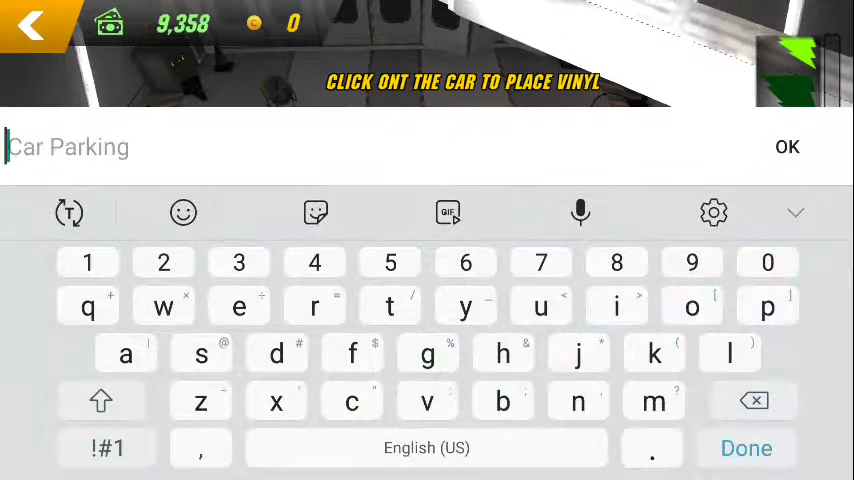 9,358 0
CLICK ONT THE CAR TO PLACE VINYL
Car Parking OK
T GIF
1 2 3 4 5 6 7 8 9 0
q w e r t y u i o p
a s d f g h j k l
z x c v b n m
!#1 , English (US) . Done